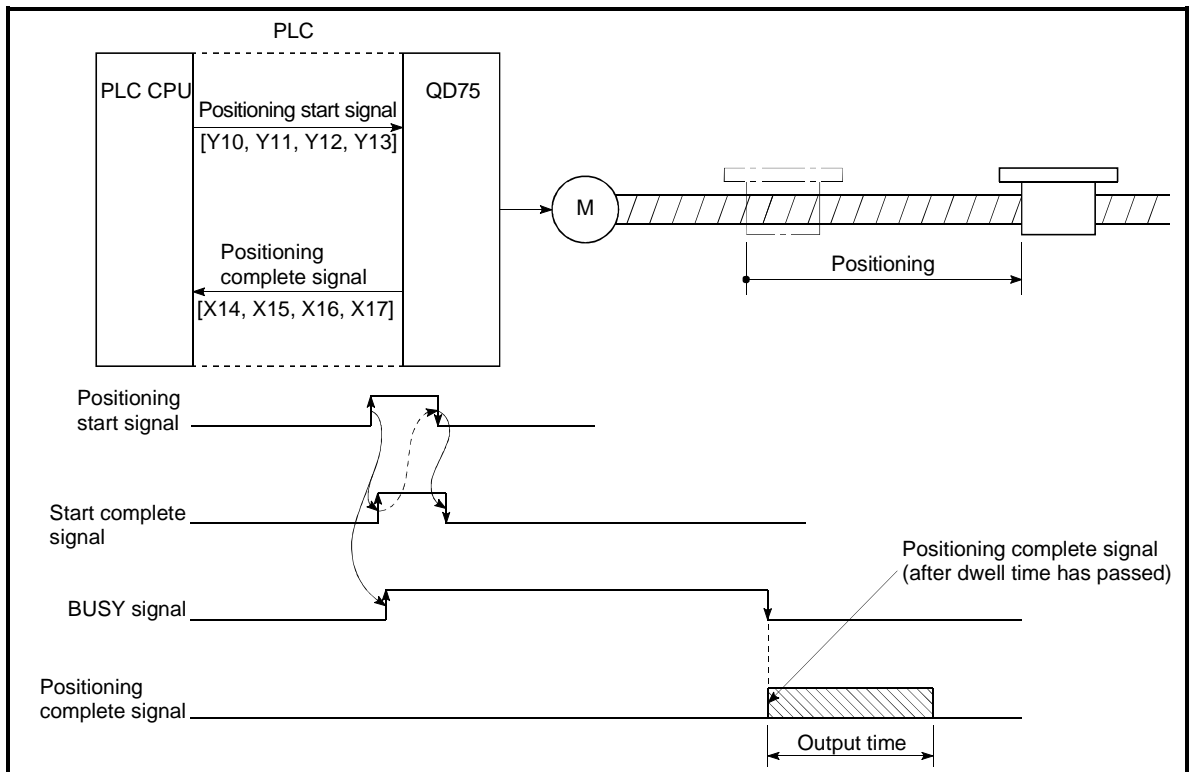 PLC
PLC CPU
QD75
Positioning start signal
[Y10, Y11, Y12, Y13]
M
Positioning
complete signal
[X14, X15, X16, X17]
Positioning
Positioning
start signal
Start complete
signal
Positioning complete signal
(after dwell time has passed)
BUSY signal
Positioning
complete signal
Output time